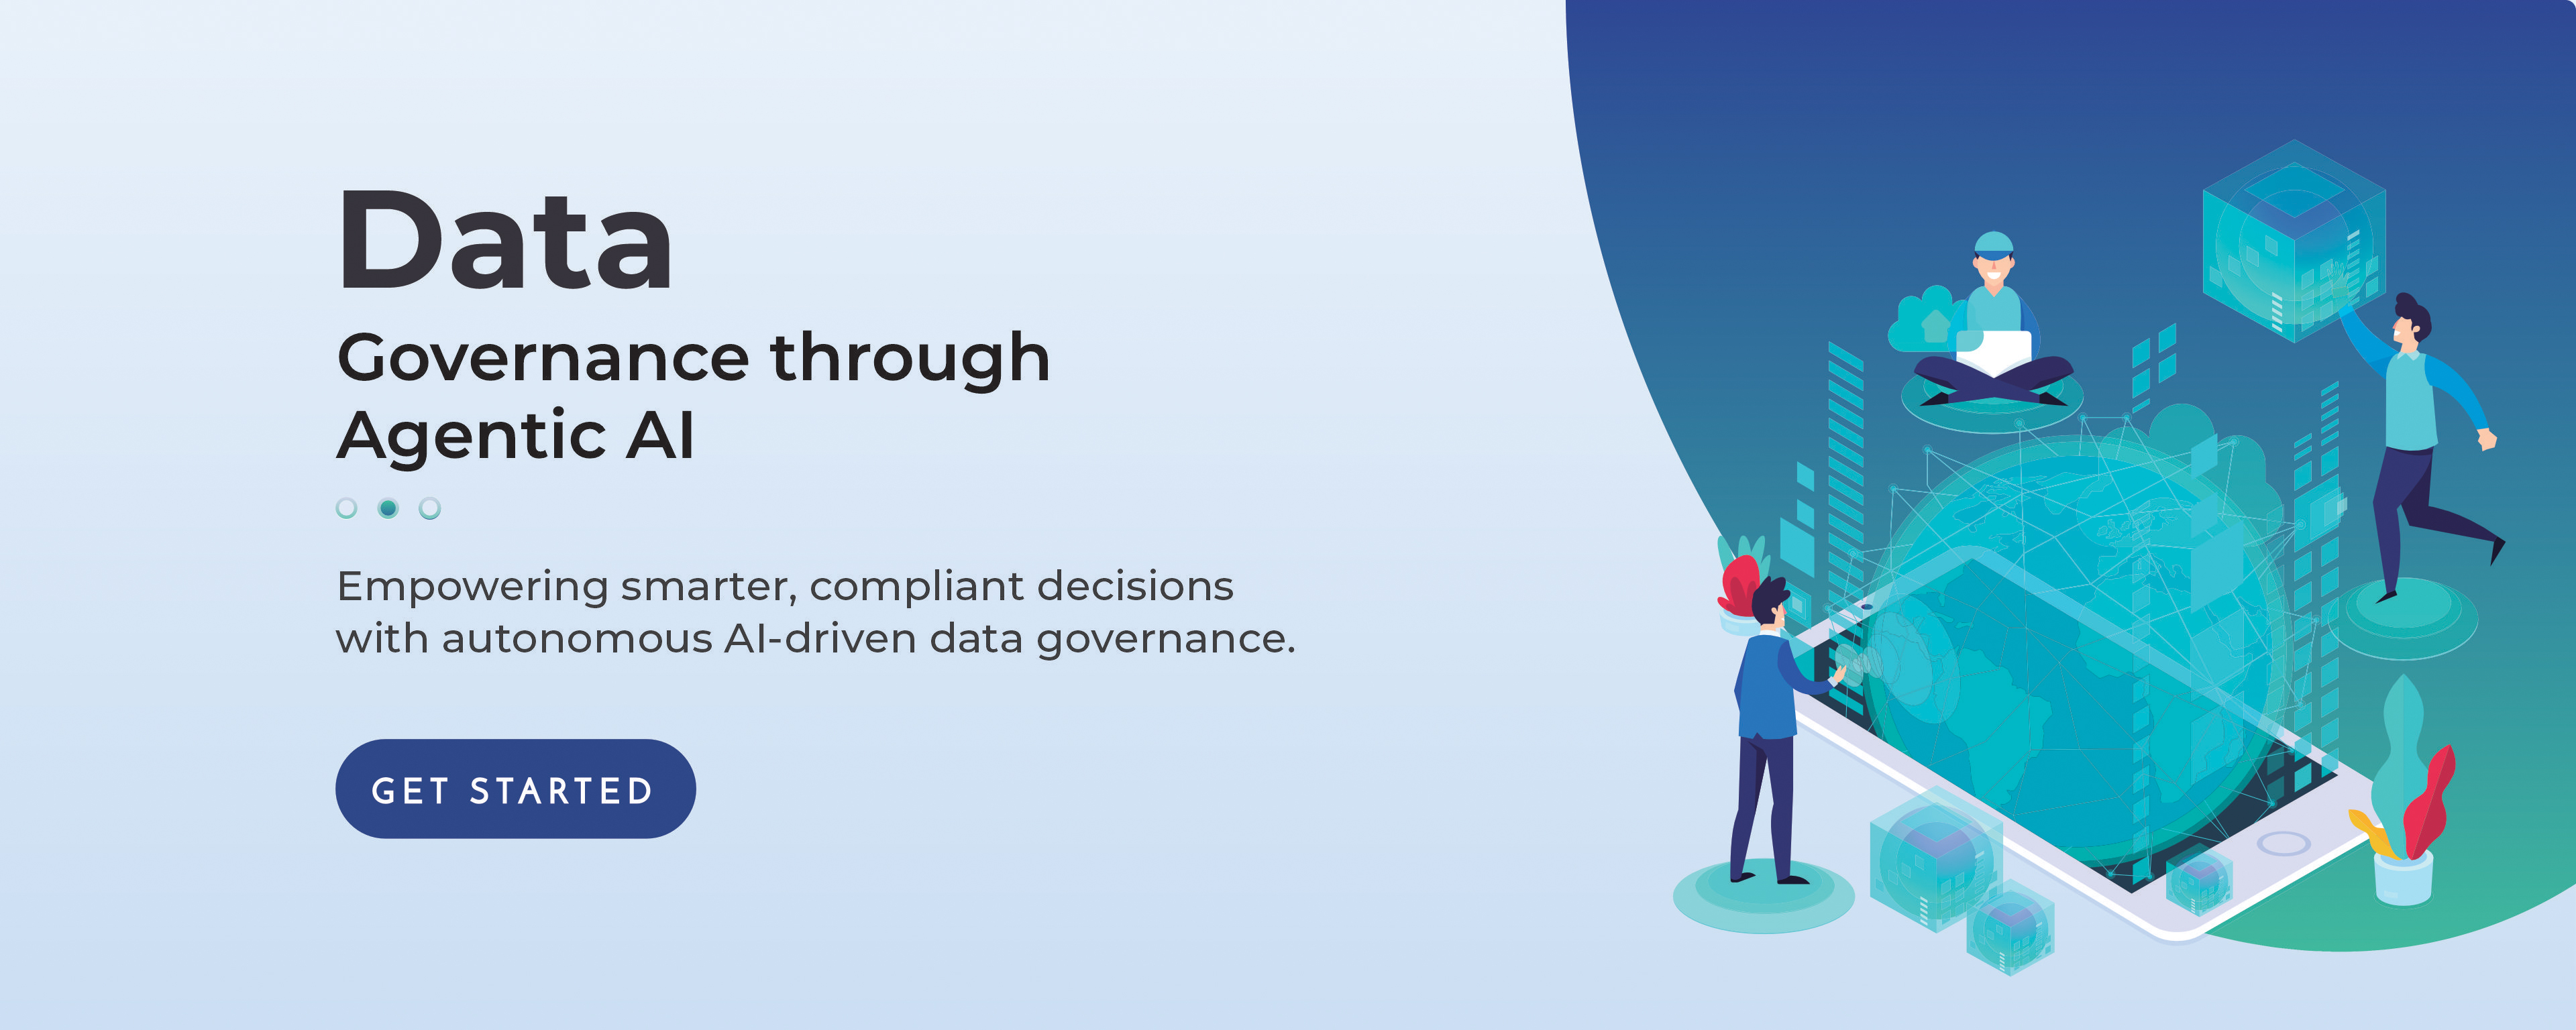 Data
Governance through
Agentic AI
Empowering smarter, compliant decisions
with autonomous AI-driven data governance.
GET STARTED